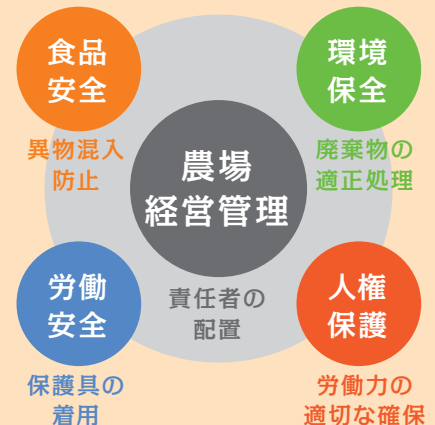 食品
安全
異物混入
防止
環境
保全
廃棄物の
適正処理
農場
経営管理
責任者の
配置
労働
安全
保護具の
着用
人権
保護
労働力の
適切な確保